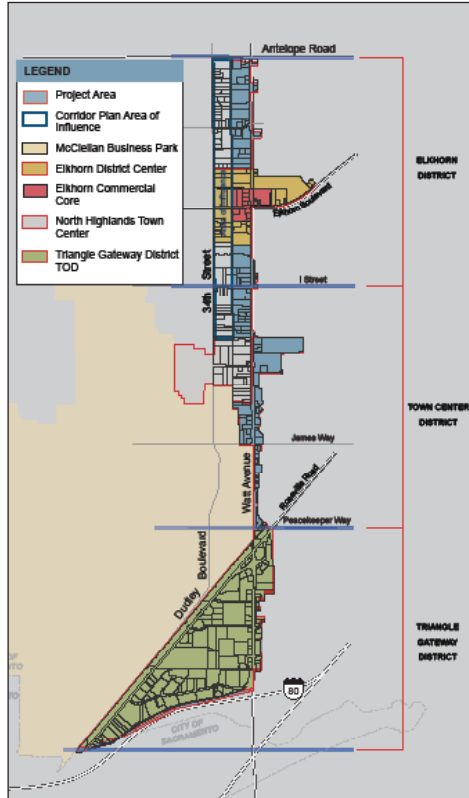 Antelope Road
LEGEND
Project Area
Corridor Plan Area of
Influence
McClellan Business Park
Elkhorn District Center
Elkhorn Commercial
Core
North Highlands Town
Center
Triangle Gateway District
TOD
ELKHORN
DISTRICT
Elkhorn Boulevard
34th Street
I Street
TOWN CENTER
DISTRICT
James Way
Watt Avenue
Roseville Road
Peacekeeper Way
Dudley Boulevard
TRIANGLE
GATEWAY
DISTRICT
80
CITY OF
SACRAMENTO